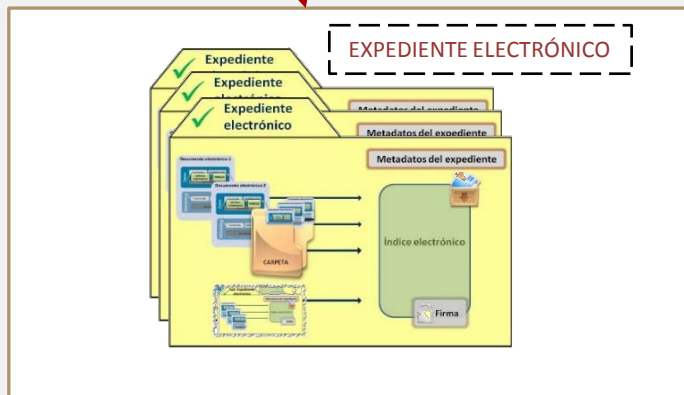 EXPEDIENTE ELECTRÓNICO
Expediente
Expediente
Expediente
electrónico
Metadatos del expediente
Metadatos del expediente
Metadatos del expediente
Documento electrónico 1
Documento electrónico 2
CARPETA
Índice electrónico
Firma